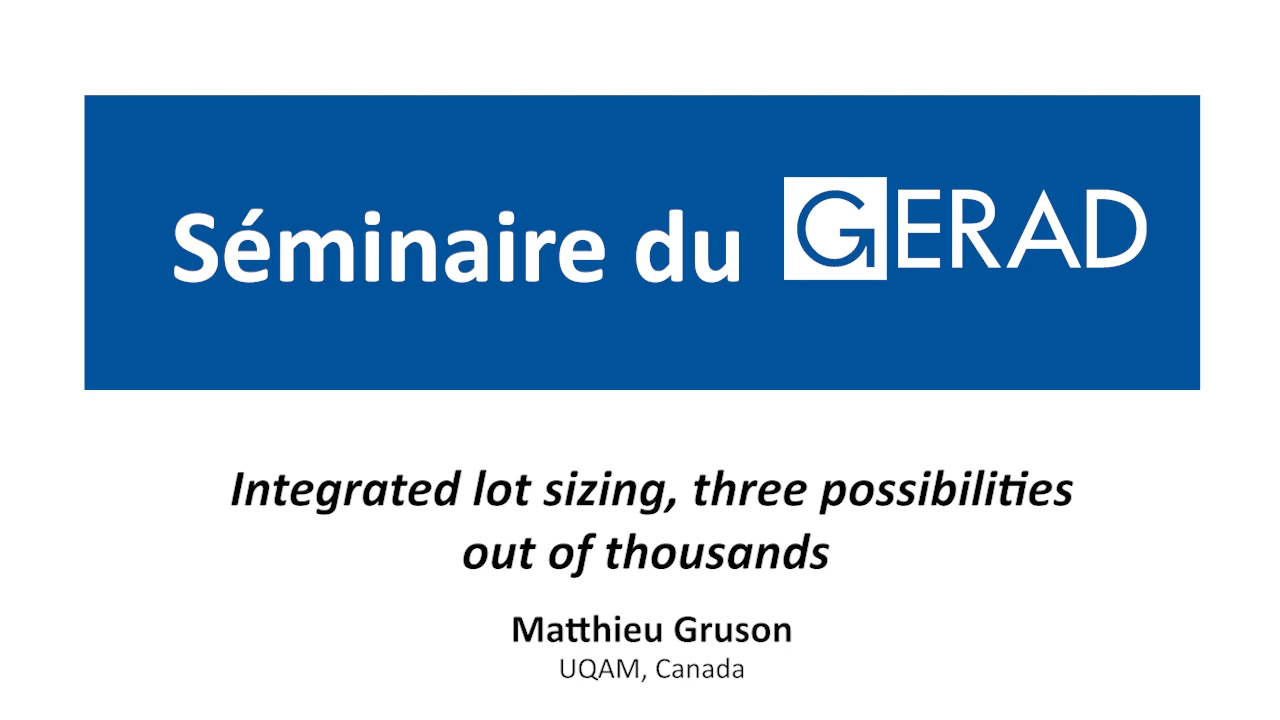 Séminaire du GERAD
Integrated lot sizing, three possibilities
out of thousands
Matthieu Gruson
UQAM, Canada